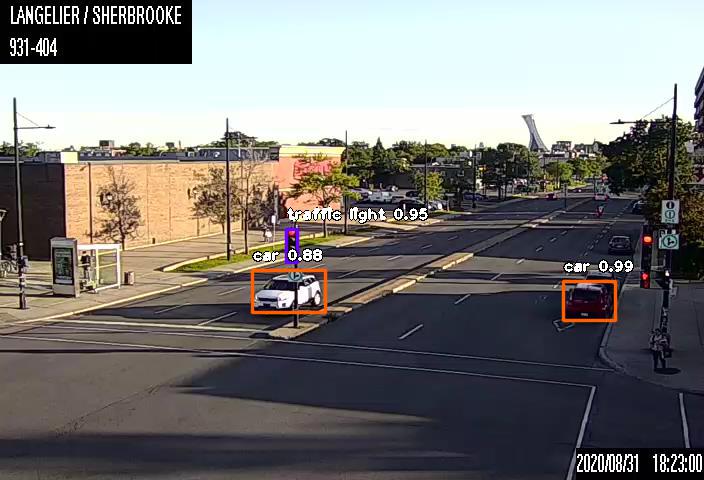 LANGELIER / SHERBROOKE
931-404
traffic light 0.95
car 0.88
car 0.99
2020/08/31 18:23:00